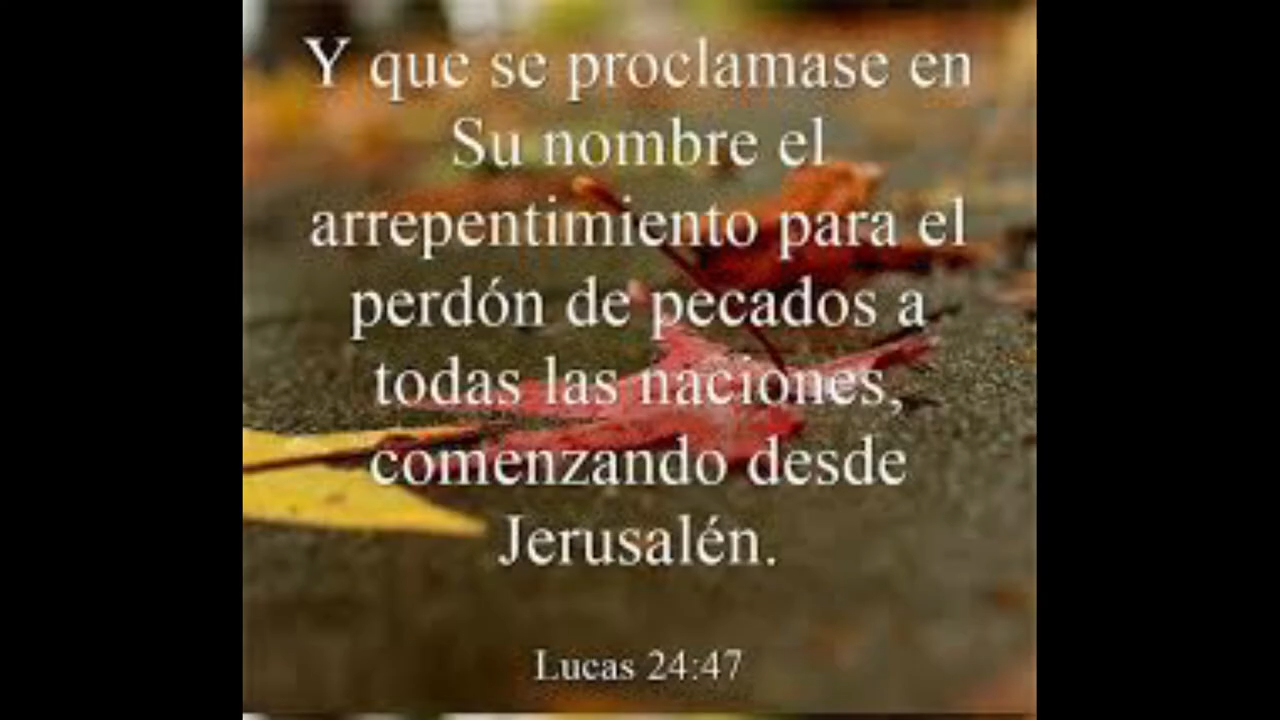 Y que se proclamase en
Su nombre el
arrepentimiento para el
perdón de pecados a
todas las naciones,
comenzando desde
Jerusalén.
Lucas 24:47